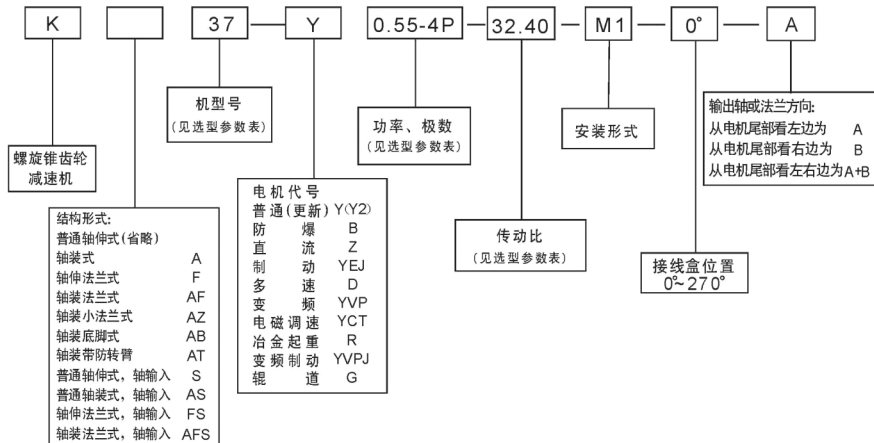 K 37 Y 0.55-4P 32.40 M1 0° A
螺旋锥齿轮
减速机
结构形式:
普通轴伸式(省略)
轴装式 A
轴伸法兰式 F
轴装法兰式 AF
轴装小法兰式 AZ
轴装底脚式 AB
轴装带防转臂 AT
普通轴伸式，轴输入 S
普通轴装式，轴输入 AS
轴伸法兰式，轴输入 FS
轴装法兰式，轴输入 AFS
机型号
(见选型参数表)
电机代号
普通(更新) Y(Y2)
防爆 B
直流 Z
制动 YEJ
多速 D
变频 YVP
电磁调速 YCT
冶金起重 R
变频制动 YVPJ
辊道 G
功率、极数
(见选型参数表)
传动比
(见选型参数表)
安装形式
接线盒位置
0°~270°
输出轴或法兰方向:
从电机尾部看左边为 A
从电机尾部看右边为 B
从电机尾部看左右边为 A+B